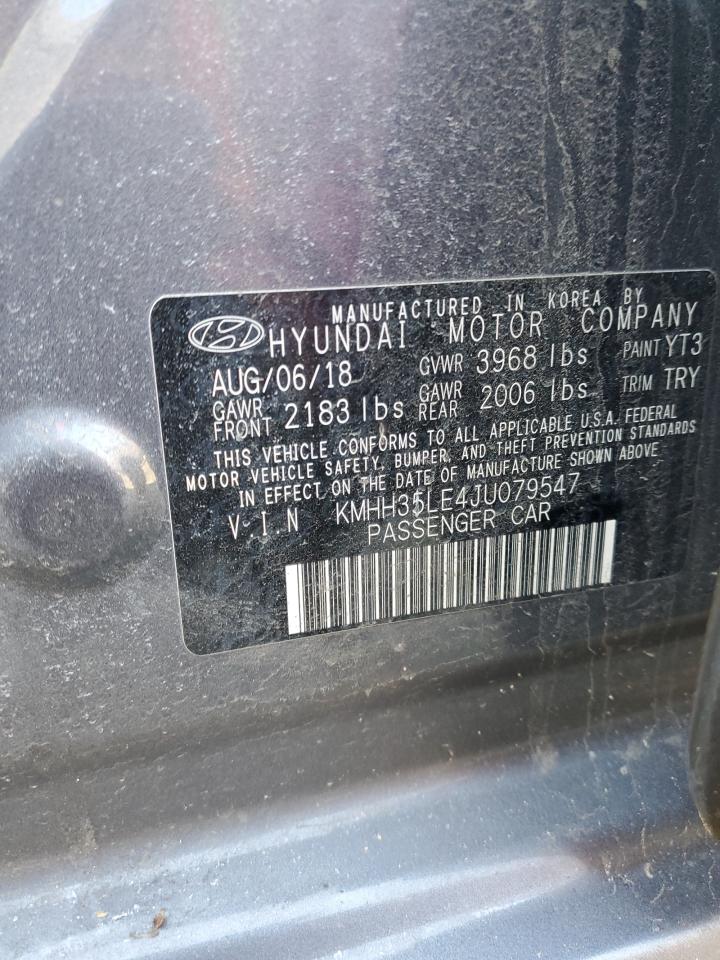 MANUFACTURED IN KOREA BY
HYUNDAI MOTOR COMPANY
AUG/06/18 GVWR 3968 lbs PAINT YT3
GAWR FRONT 2183 lbs GAWR REAR 2006 lbs TRIM TRY
THIS VEHICLE CONFORMS TO ALL APPLICABLE U.S.A. FEDERAL
MOTOR VEHICLE SAFETY, BUMPER, AND THEFT PREVENTION STANDARDS
IN EFFECT ON THE DATE OF MANUFACTURE SHOWN ABOVE
V.I.N KMHH35LE4JU079547
PASSENGER CAR